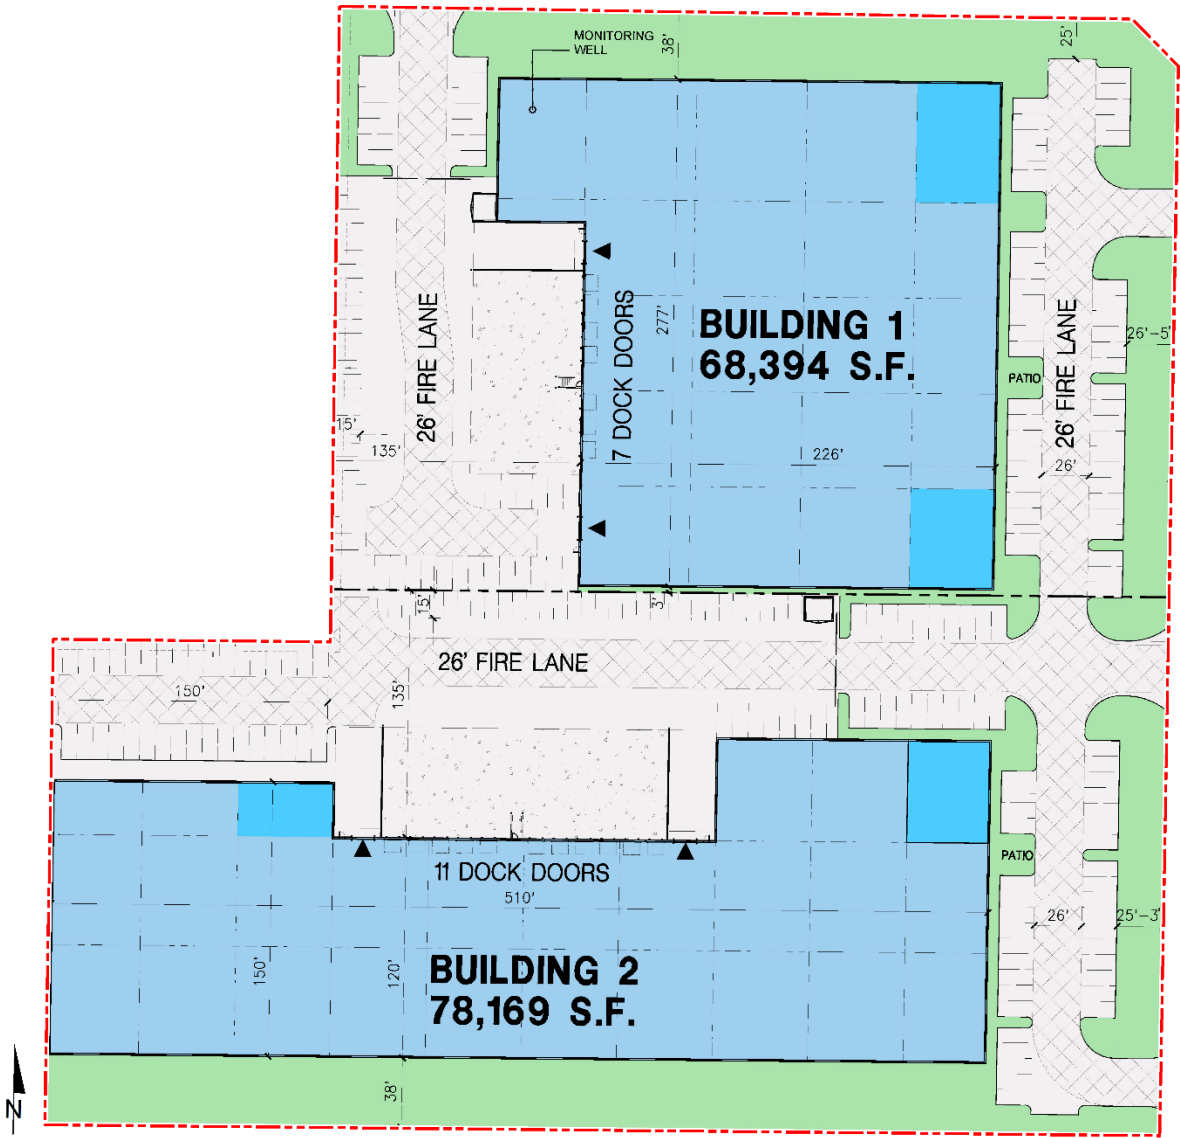 MONITORING
WELL
38'
25'
26' FIRE LANE
277'
7 DOCK DOORS
BUILDING 1
68,394 S.F.
26' FIRE LANE
26'-5'
PATIO
15'
135'
226'
26'
15'
3'
26' FIRE LANE
150'
135'
PATIO
11 DOCK DOORS
510'
26'
25'-3'
150'
120'
BUILDING 2
78,169 S.F.
38'
N